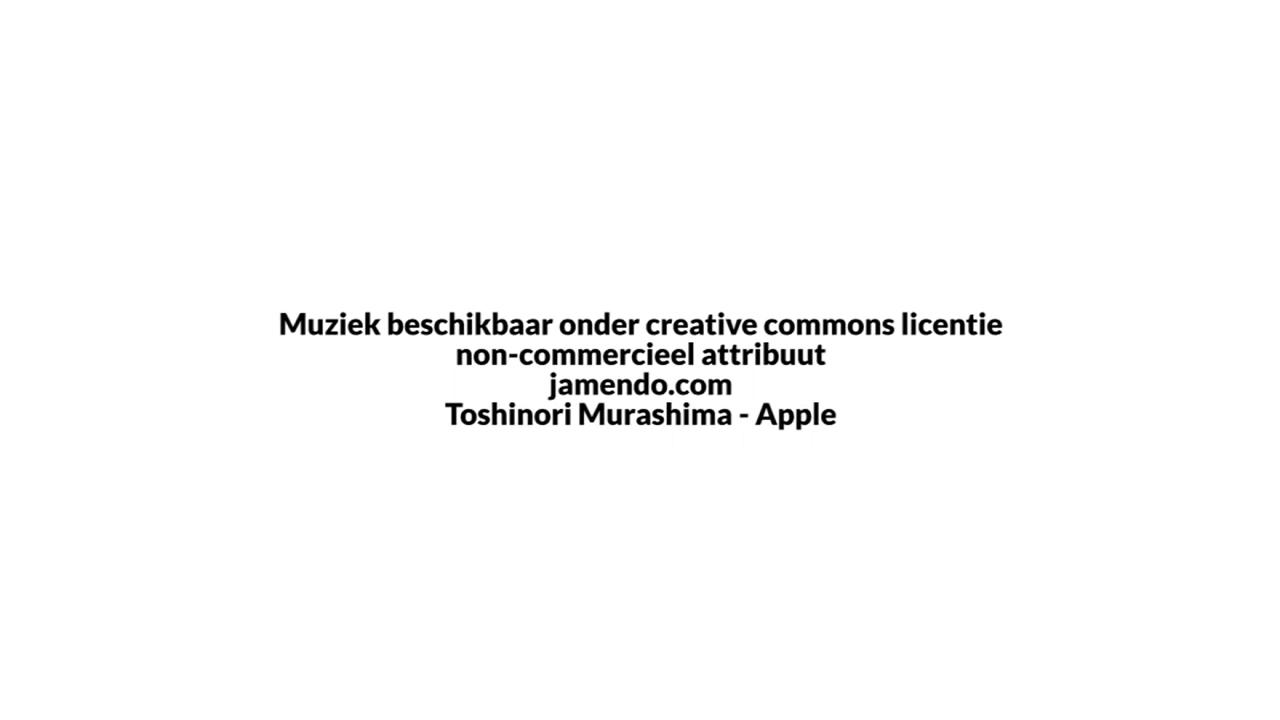 Muziek beschikbaar onder creative commons licentie
non-commercieel attribuut
jamendo.com
Toshinori Murashima - Apple